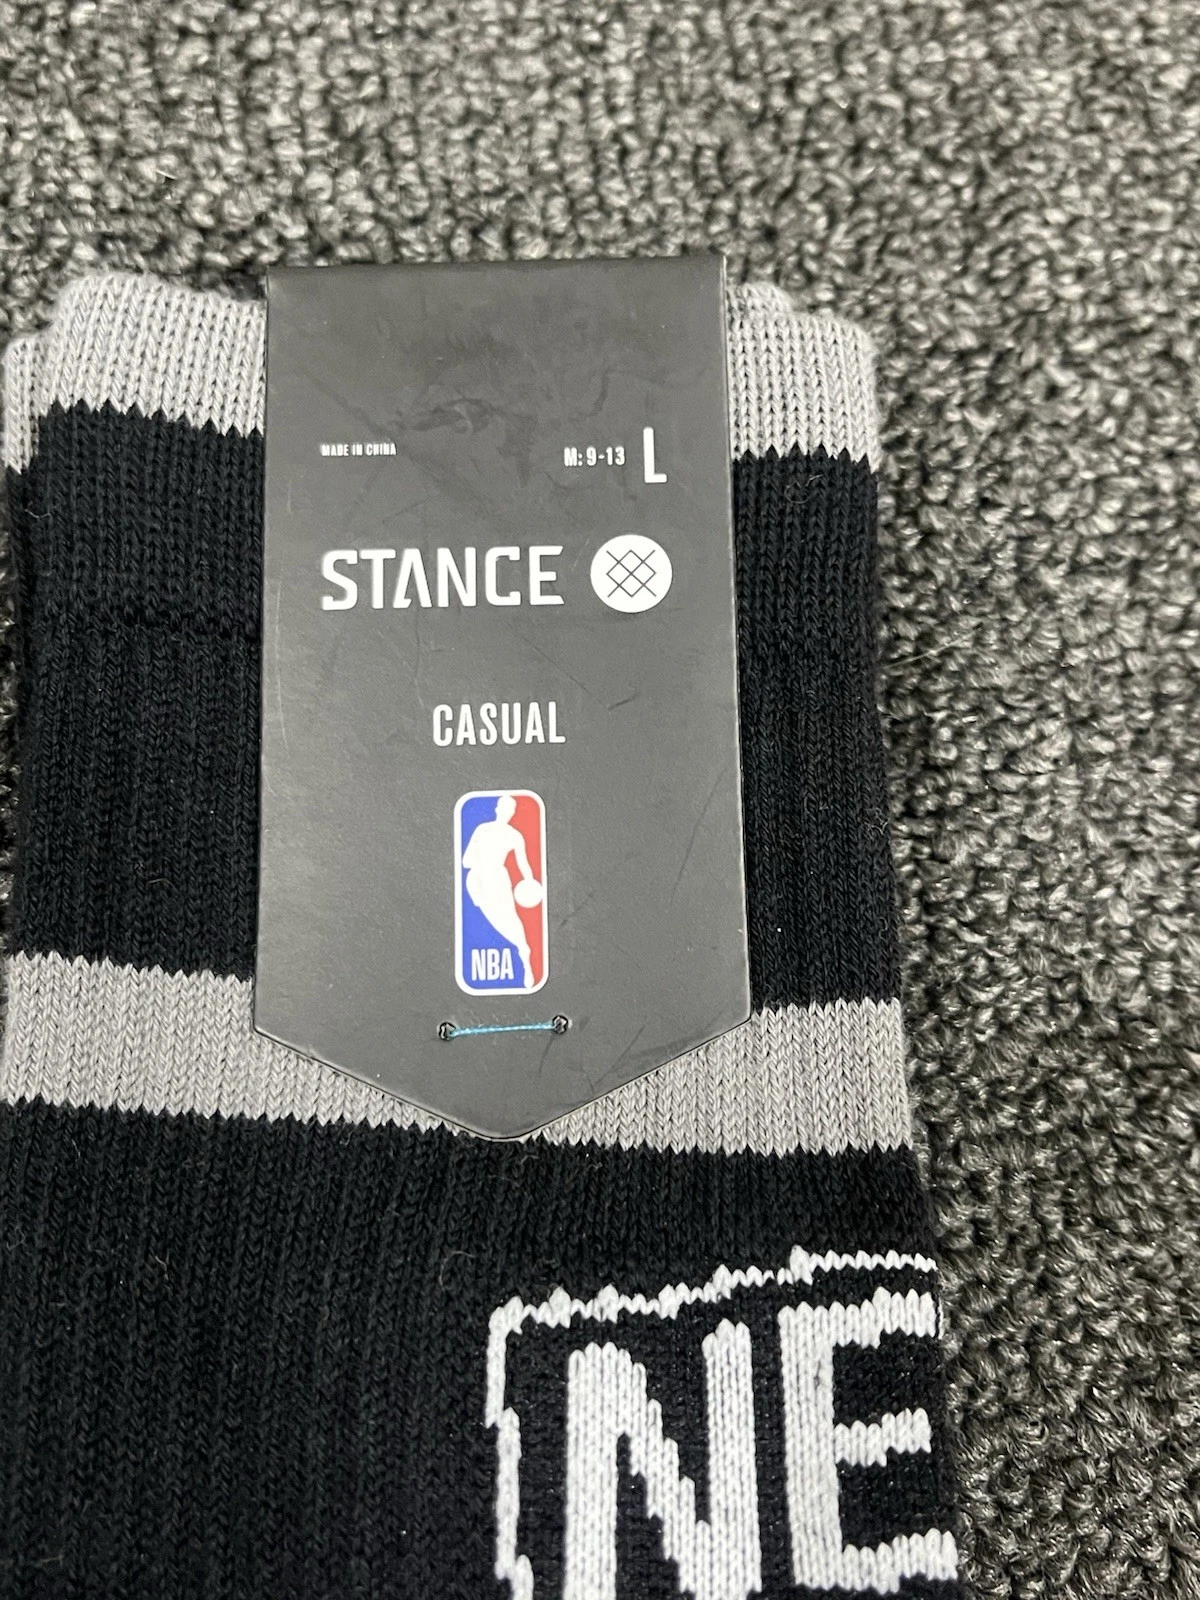 MADE IN CHINA
M: 9-13 L
STANCE
CASUAL
NBA
NE